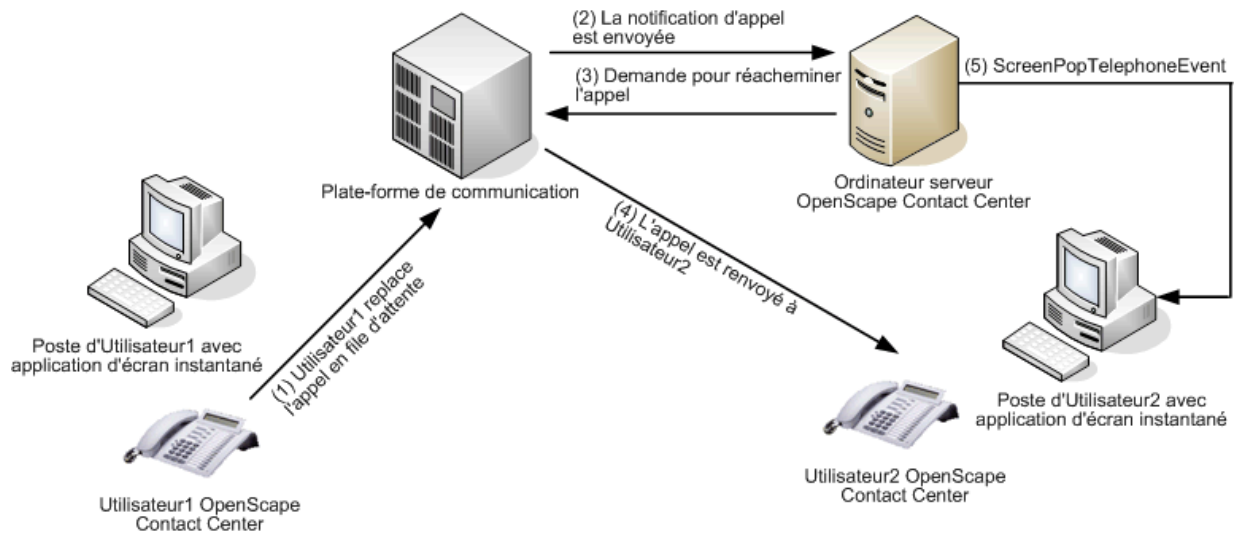 (2) La notification d'appel
est envoyée
(3) Demande pour réacheminer
l'appel
(5) ScreenPopTelephoneEvent
Plate-forme de communication
Ordinateur serveur
OpenScape Contact Center
(4) L'appel est renvoyé à
Utilisateur2
(1) Utilisateur1 replace
l'appel en file d'attente
Poste d'Utilisateur1 avec
application d'écran instantané
Poste d'Utilisateur2 avec
application d'écran instantané
Utilisateur1 OpenScape
Contact Center
Utilisateur2 OpenScape
Contact Center